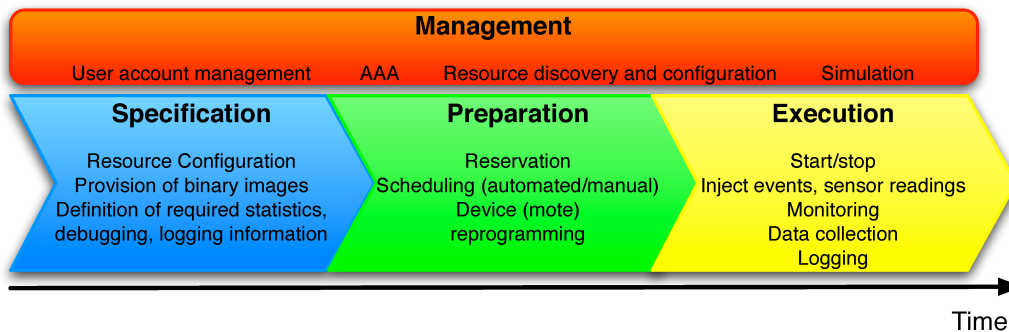 Management
User account management AAA Resource discovery and configuration Simulation
Specification
Resource Configuration
Provision of binary images
Definition of required statistics,
debugging, logging information
Preparation
Reservation
Scheduling (automated/manual)
Device (mote)
reprogramming
Execution
Start/stop
Inject events, sensor readings
Monitoring
Data collection
Logging
Time